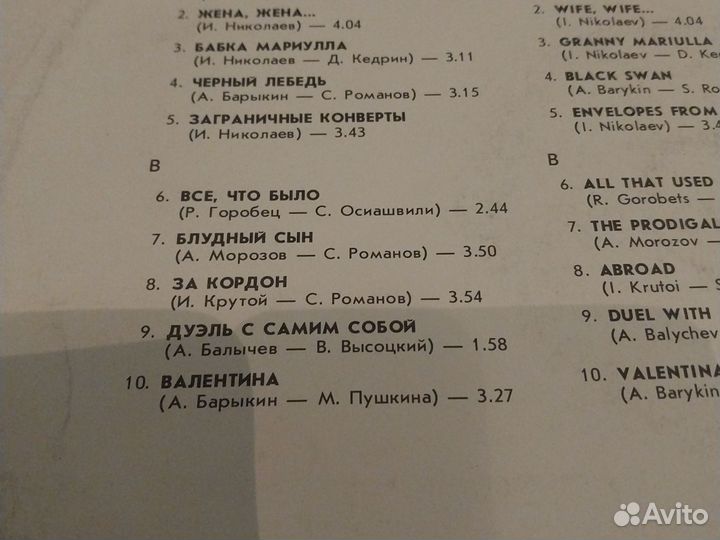 2. ЖЕНА, ЖЕНА...
(И. Николаев) — 4.04
3. БАБКА МАРИУЛЛА
(И. Николаев — Д. Кедрин) — 3.11
4. ЧЕРНЫЙ ЛЕБЕДЬ
(А. Барыкин — С. Романов) — 3.15
5. ЗАГРАНИЧНЫЕ КОНВЕРТЫ
(И. Николаев) — 3.43
В
6. ВСЕ, ЧТО БЫЛО
(Р. Горобец — С. Осиашвили) — 2.44
7. БЛУДНЫЙ СЫН
(А. Морозов — С. Романов) — 3.50
8. ЗА КОРДОН
(И. Крутой — С. Романов) — 3.54
9. ДУЭЛЬ С САМИМ СОБОЙ
(А. Балычев — В. Высоцкий) — 1.58
10. ВАЛЕНТИНА
(А. Барыкин — М. Пушкина) — 3.27
2. WIFE, WIFE...
(I. Nikolaev) — 4.04
3. GRANNY MARIULLA
(I. Nikolaev — D. Ke
4. BLACK SWAN
(A. Barykin — S. Ro
5. ENVELOPES FROM
(I. Nikolaev) — 3.4
B
6. ALL THAT USED
(R. Gorobets —
7. THE PRODIGAL
(A. Morozov —
8. ABROAD
(I. Krutoi — S
9. DUEL WITH
(A. Balychev
10. VALENTINA
(A. Barykin
Avito